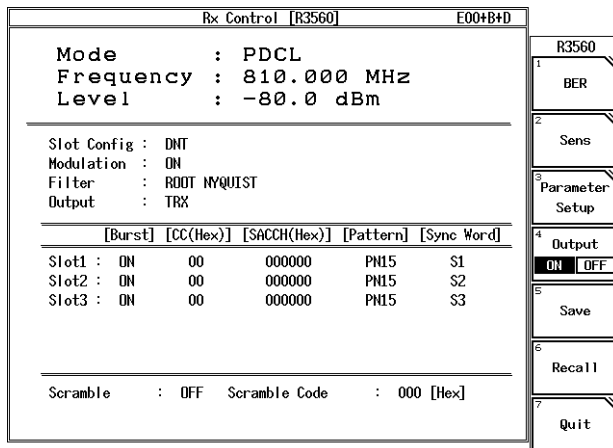 Rx Control [R3560] E00+B+D
Mode : PDCL
Frequency : 810.000 MHz
Level : -80.0 dBm
Slot Config : DNT
Modulation : ON
Filter : ROOT NYQUIST
Output : TRX
[Burst] [CC(Hex)] [SACCH(Hex)] [Pattern] [Sync Word]
Slot1 : ON 00 000000 PN15 S1
Slot2 : ON 00 000000 PN15 S2
Slot3 : ON 00 000000 PN15 S3
Scramble : OFF Scramble Code : 000 [Hex]
R3560
1
BER
2
Sens
3
Parameter
Setup
4
Output
ON OFF
5
Save
6
Recall
7
Quit